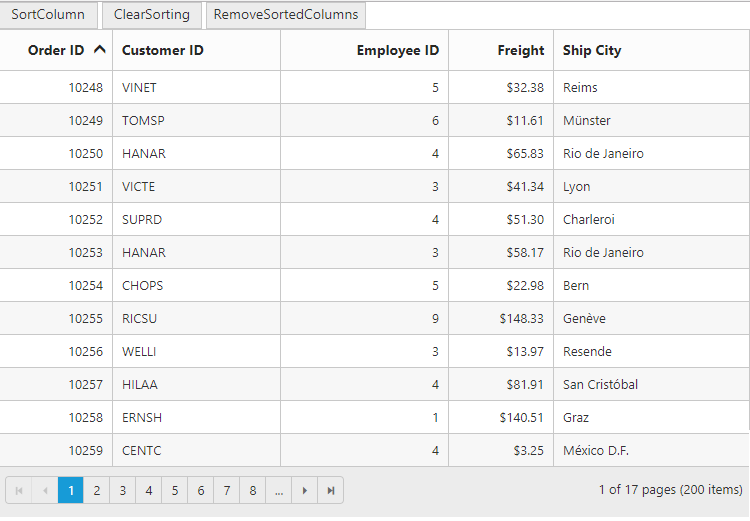 SortColumn ClearSorting RemoveSortedColumns
Order ID Customer ID Employee ID Freight Ship City
10248 VINET 5 $32.38 Reims
10249 TOMSP 6 $11.61 Münster
10250 HANAR 4 $65.83 Rio de Janeiro
10251 VICTE 3 $41.34 Lyon
10252 SUPRD 4 $51.30 Charleroi
10253 HANAR 3 $58.17 Rio de Janeiro
10254 CHOPS 5 $22.98 Bern
10255 RICSU 9 $148.33 Genève
10256 WELLI 3 $13.97 Resende
10257 HILAA 4 $81.91 San Cristóbal
10258 ERNSH 1 $140.51 Graz
10259 CENTC 4 $3.25 México D.F.
1 2 3 4 5 6 7 8 ... 1 of 17 pages (200 items)